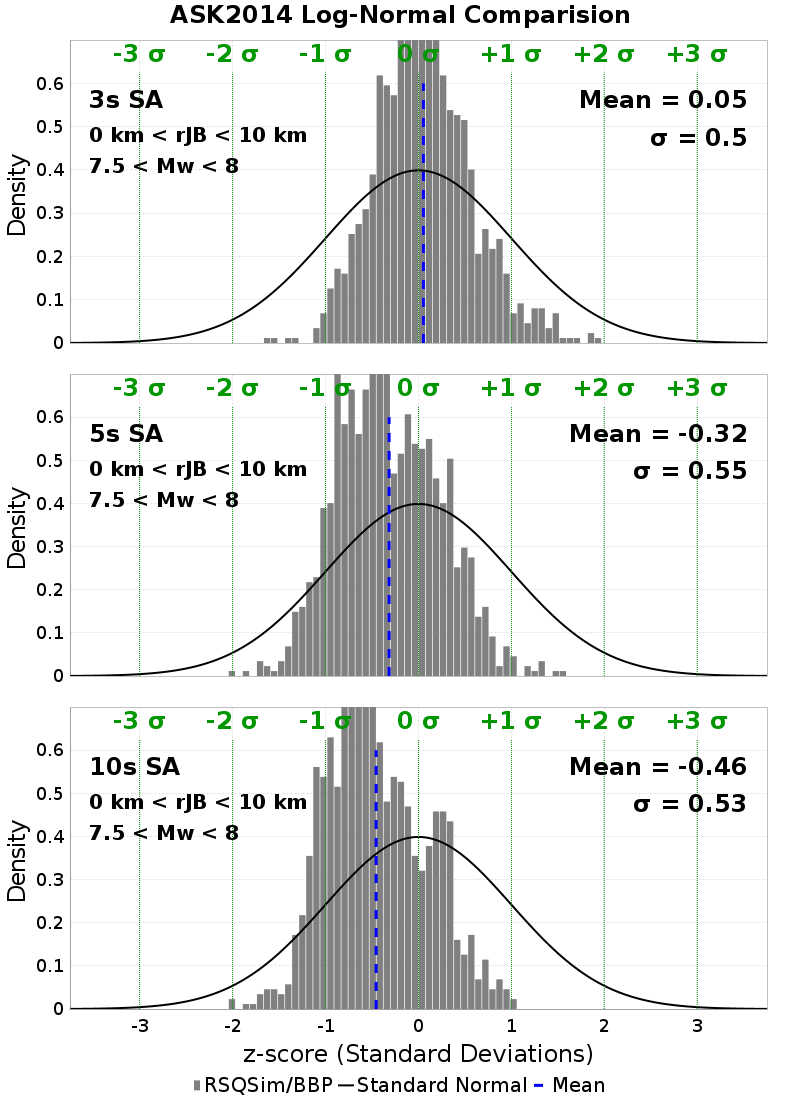 ASK2014 Log-Normal Comparision
-3 σ -2 σ -1 σ 0 σ +1 σ +2 σ +3 σ
0.6
3s SA
Mean = 0.05
0.5
0 km < rJB < 10 km
σ = 0.5
0.4
7.5 < Mw < 8
0.3
0.2
0.1
0
Density
-3 σ -2 σ -1 σ 0 σ +1 σ +2 σ +3 σ
0.6
5s SA
Mean = -0.32
0.5
0 km < rJB < 10 km
σ = 0.55
0.4
7.5 < Mw < 8
0.3
0.2
0.1
0
Density
-3 σ -2 σ -1 σ 0 σ +1 σ +2 σ +3 σ
0.6
10s SA
Mean = -0.46
0.5
0 km < rJB < 10 km
σ = 0.53
0.4
7.5 < Mw < 8
0.3
0.2
0.1
0
Density
-3 -2 -1 0 1 2 3
z-score (Standard Deviations)
RSQSim/BBP Standard Normal Mean